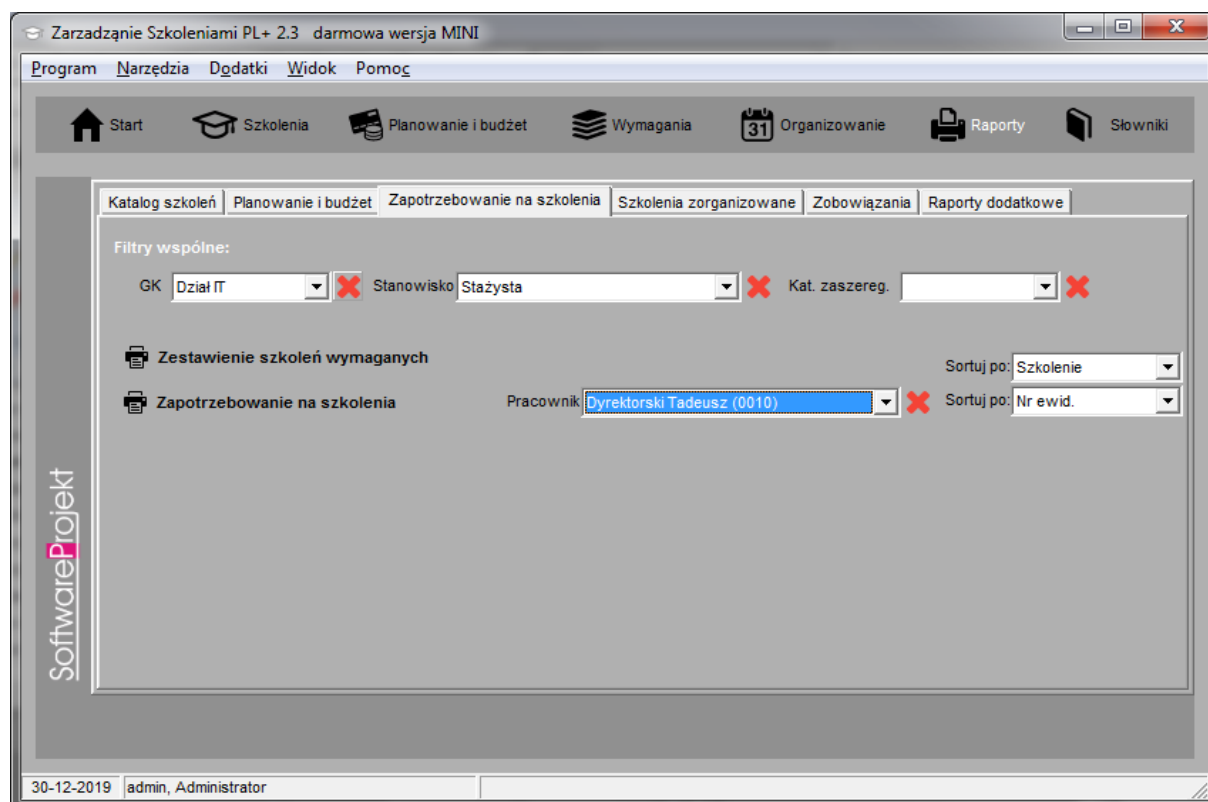 Zarzadząnie Szkoleniami PL+ 2.3 darmowa wersja MINI
Program Narzędzia Dodatki Widok Pomoc
Start Szkolenia Planowanie i budżet Wymagania 31 Organizowanie Raporty Słowniki
Katalog szkoleń Planowanie i budżet Zapotrzebowanie na szkolenia Szkolenia zorganizowane Zobowiązania Raporty dodatkowe
Filtry wspólne:
GK Dział IT Stanowisko Stażysta Kat. zaszereg.
Zestawienie szkoleń wymaganych Sortuj po: Szkolenie
Zapotrzebowanie na szkolenia Pracownik Dyrektorski Tadeusz (0010) Sortuj po: Nr ewid.
SoftwareProjekt
30-12-2019 admin, Administrator